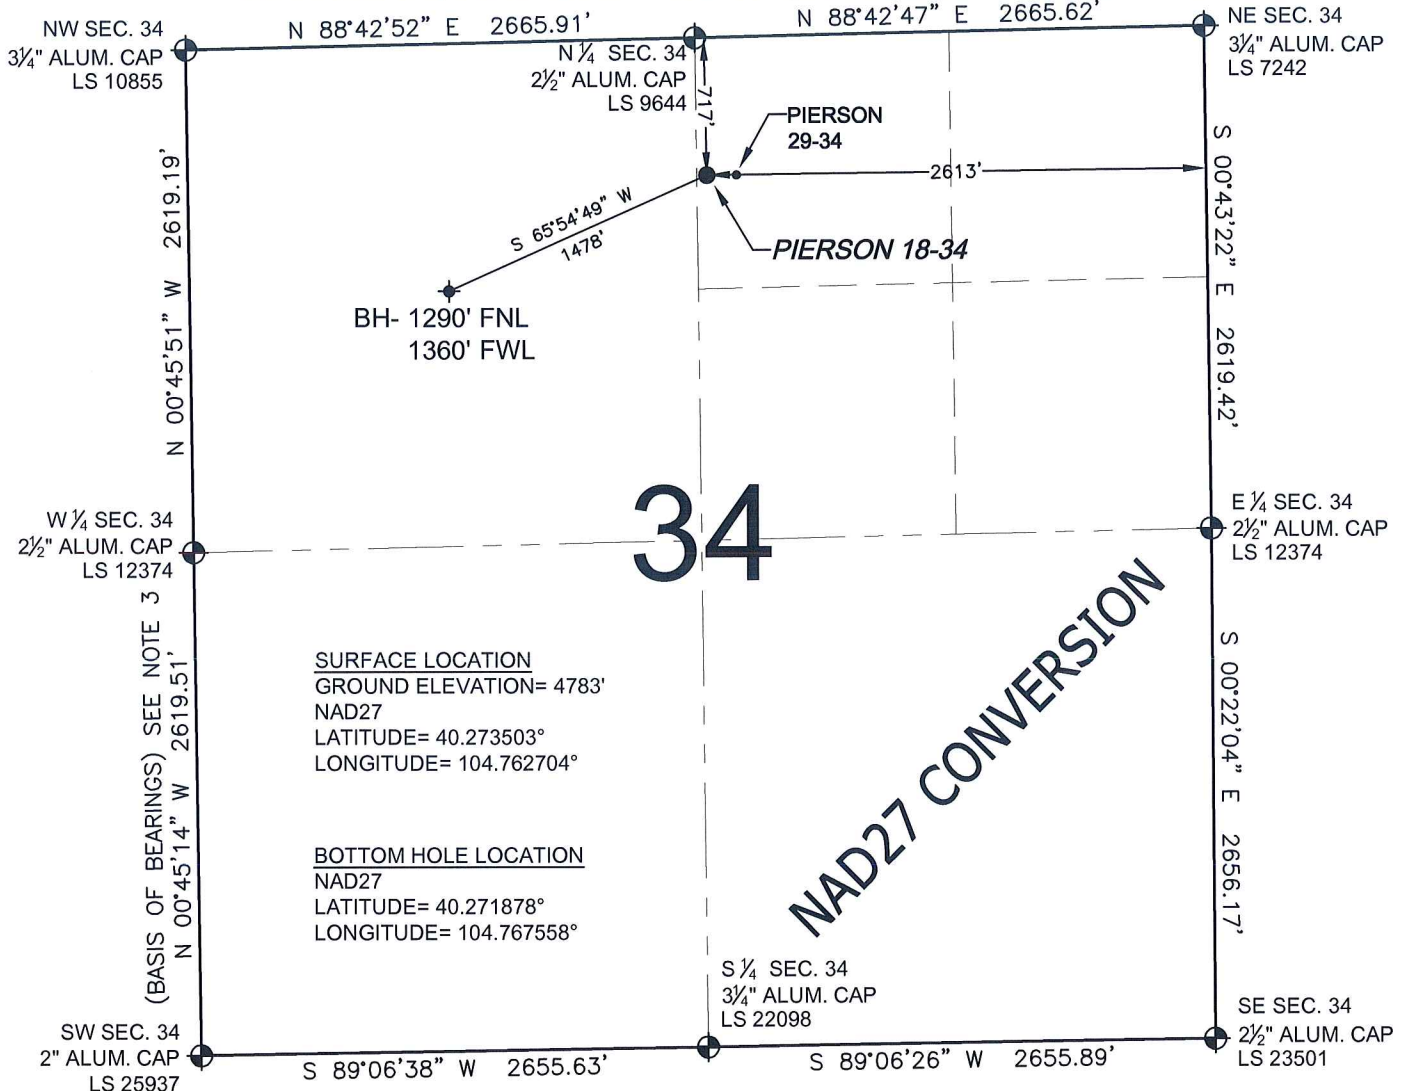 N 88°42'52" E 2665.91'
N 88°42'47" E 2665.62'
NW SEC. 34
3¼" ALUM. CAP
LS 10855
N ¼ SEC. 34
2½" ALUM. CAP
LS 9644
NE SEC. 34
3¼" ALUM. CAP
LS 7242
717'
PIERSON
29-34
2613'
PIERSON 18-34
S 65°54'49" W
1478'
BH- 1290' FNL
1360' FWL
N 00°45'51" W 2619.19'
S 00°43'22" E 2619.42'
34
W ¼ SEC. 34
2½" ALUM. CAP
LS 12374
E ¼ SEC. 34
2½" ALUM. CAP
LS 12374
NAD27 CONVERSION
(BASIS OF BEARINGS) SEE NOTE 3
N 00°45'14" W 2619.51'
S 00°22'04" E 2656.17'
SURFACE LOCATION
GROUND ELEVATION= 4783'
NAD27
LATITUDE= 40.273503°
LONGITUDE= 104.762704°
BOTTOM HOLE LOCATION
NAD27
LATITUDE= 40.271878°
LONGITUDE= 104.767558°
S ¼ SEC. 34
3¼" ALUM. CAP
LS 22098
SW SEC. 34
2" ALUM. CAP
LS 25937
SE SEC. 34
2½" ALUM. CAP
LS 23501
S 89°06'38" W 2655.63'
S 89°06'26" W 2655.89'